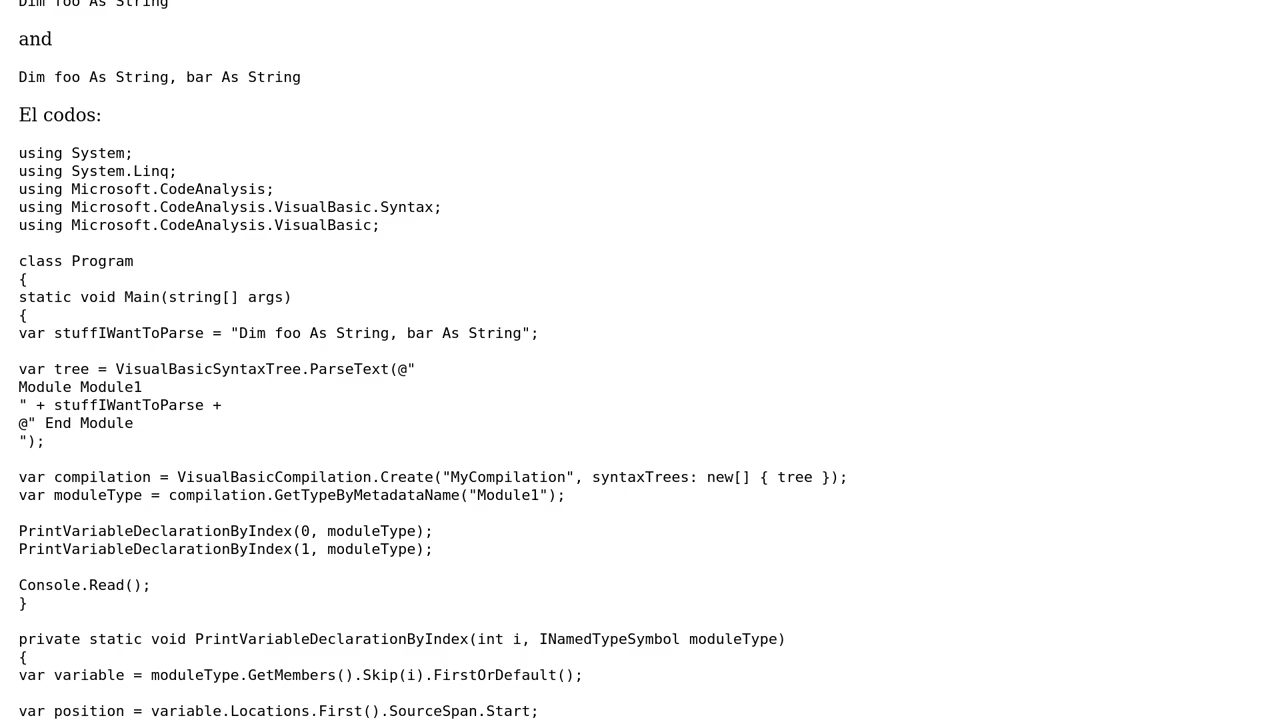 Dim foo As String
and
Dim foo As String, bar As String
El codos:
using System;
using System.Linq;
using Microsoft.CodeAnalysis;
using Microsoft.CodeAnalysis.VisualBasic.Syntax;
using Microsoft.CodeAnalysis.VisualBasic;
class Program
{
static void Main(string[] args)
{
var stuffIWantToParse = "Dim foo As String, bar As String";
var tree = VisualBasicSyntaxTree.ParseText(@"
Module Module1
" + stuffIWantToParse +
@" End Module
");
var compilation = VisualBasicCompilation.Create("MyCompilation", syntaxTrees: new[] { tree });
var moduleType = compilation.GetTypeByMetadataName("Module1");
PrintVariableDeclarationByIndex(0, moduleType);
PrintVariableDeclarationByIndex(1, moduleType);
Console.Read();
}
private static void PrintVariableDeclarationByIndex(int i, INamedTypeSymbol moduleType)
{
var variable = moduleType.GetMembers().Skip(i).FirstOrDefault();
var position = variable.Locations.First().SourceSpan.Start;